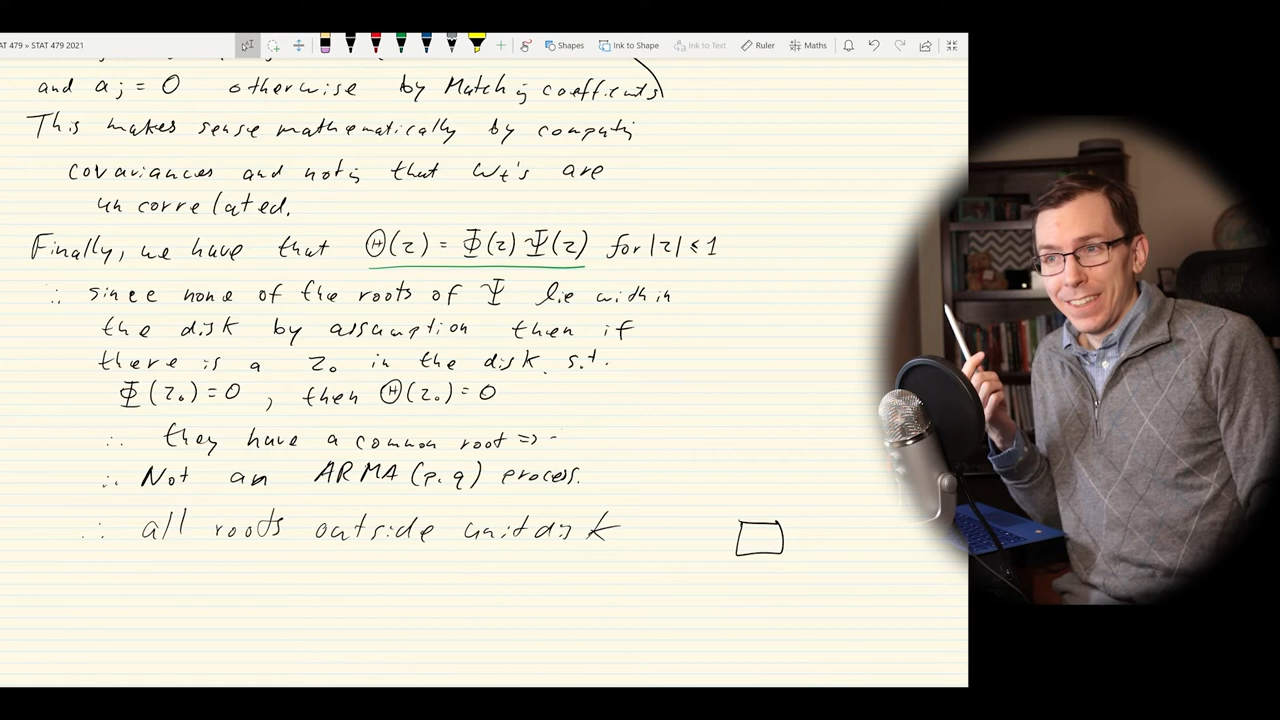 AT 479 » STAT 479 2021
Shapes Ink to Shape Ink to Text Ruler Maths
and aj = 0 otherwise by Matching coefficients)
This makes sense mathematically by computing
covariances and noting that Wt's are
uncorrelated.
Finally, we have that Θ(z) = Φ(z) Ψ(z) for |z| ≤ 1
∵ since none of the roots of Ψ lie within
the disk by assumption then if
there is a z₀ in the disk s.t.
Φ(z₀) = 0, then Θ(z₀) = 0
∴ they have a common root ⇒
∴ Not an ARMA(p,q) process.
∴ all roots outside unit disk □